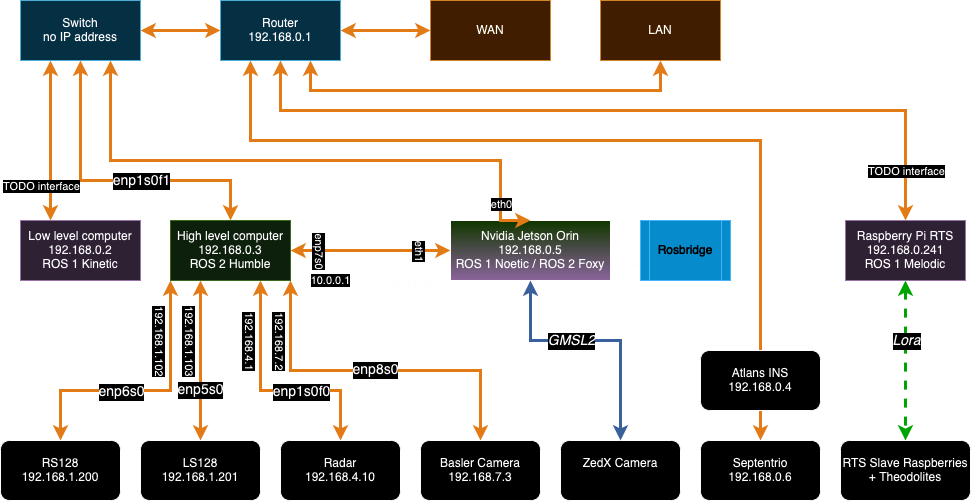 Switch
no IP address
Router
192.168.0.1
WAN
LAN
TODO interface
enp1s0f1
TODO interface
eth0
Low level computer
192.168.0.2
ROS 1 Kinetic
High level computer
192.168.0.3
ROS 2 Humble
enp7s0
10.0.0.1
eth1
Nvidia Jetson Orin
192.168.0.5
ROS 1 Noetic / ROS 2 Foxy
Rosbridge
Raspberry Pi RTS
192.168.0.241
ROS 1 Melodic
192.168.1.102
192.168.1.103
192.168.4.1
192.168.7.2
GMSL2
Lora
enp6s0
enp5s0
enp1s0f0
enp8s0
Atlans INS
192.168.0.4
RS128
192.168.1.200
LS128
192.168.1.201
Radar
192.168.4.10
Basler Camera
192.168.7.3
ZedX Camera
Septentrio
192.168.0.6
RTS Slave Raspberries
+ Theodolites